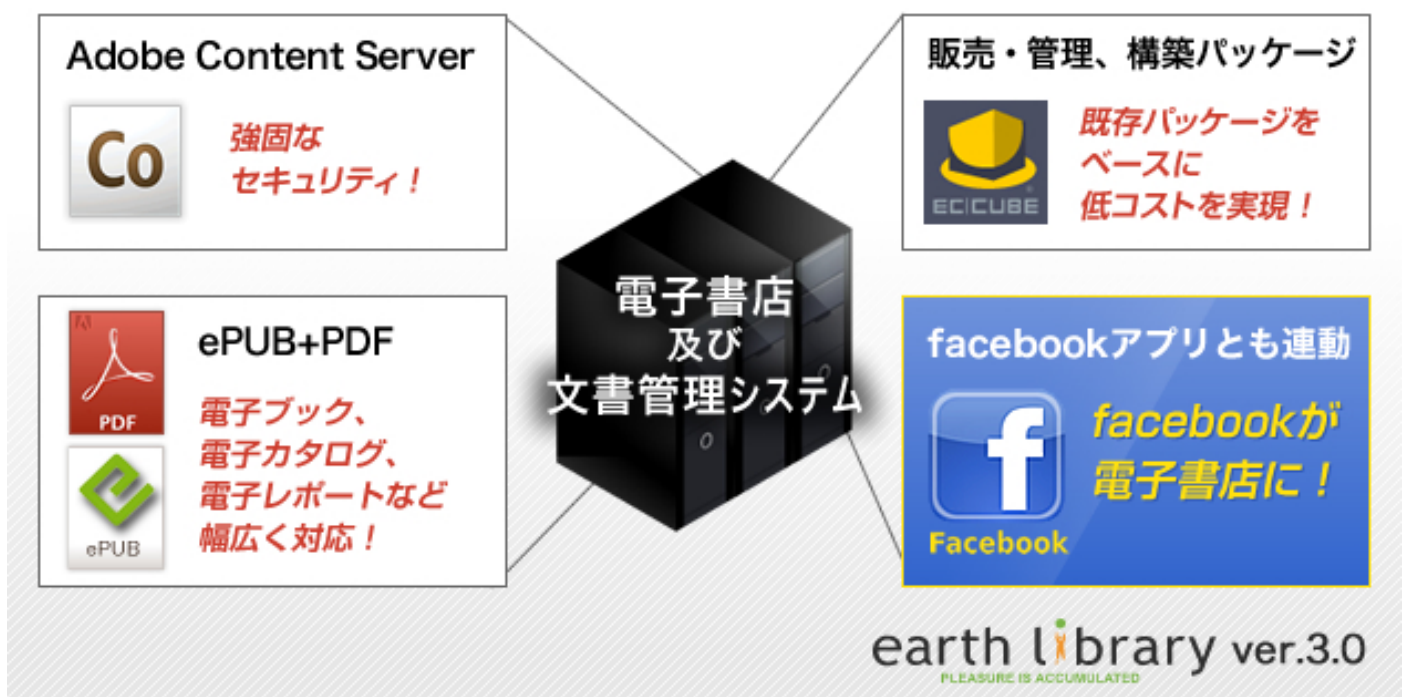 Adobe Content Server
Co
強固な
セキュリティ！
販売・管理、構築パッケージ
EC CUBE
既存パッケージを
ベースに
低コストを実現！
電子書店
及び
文書管理システム
PDF
ePUB
ePUB+PDF
電子ブック、
電子カタログ、
電子レポートなど
幅広く対応！
facebookアプリとも連動
f
Facebook
facebookが
電子書店に！
earth library ver.3.0
PLEASURE IS ACCUMULATED